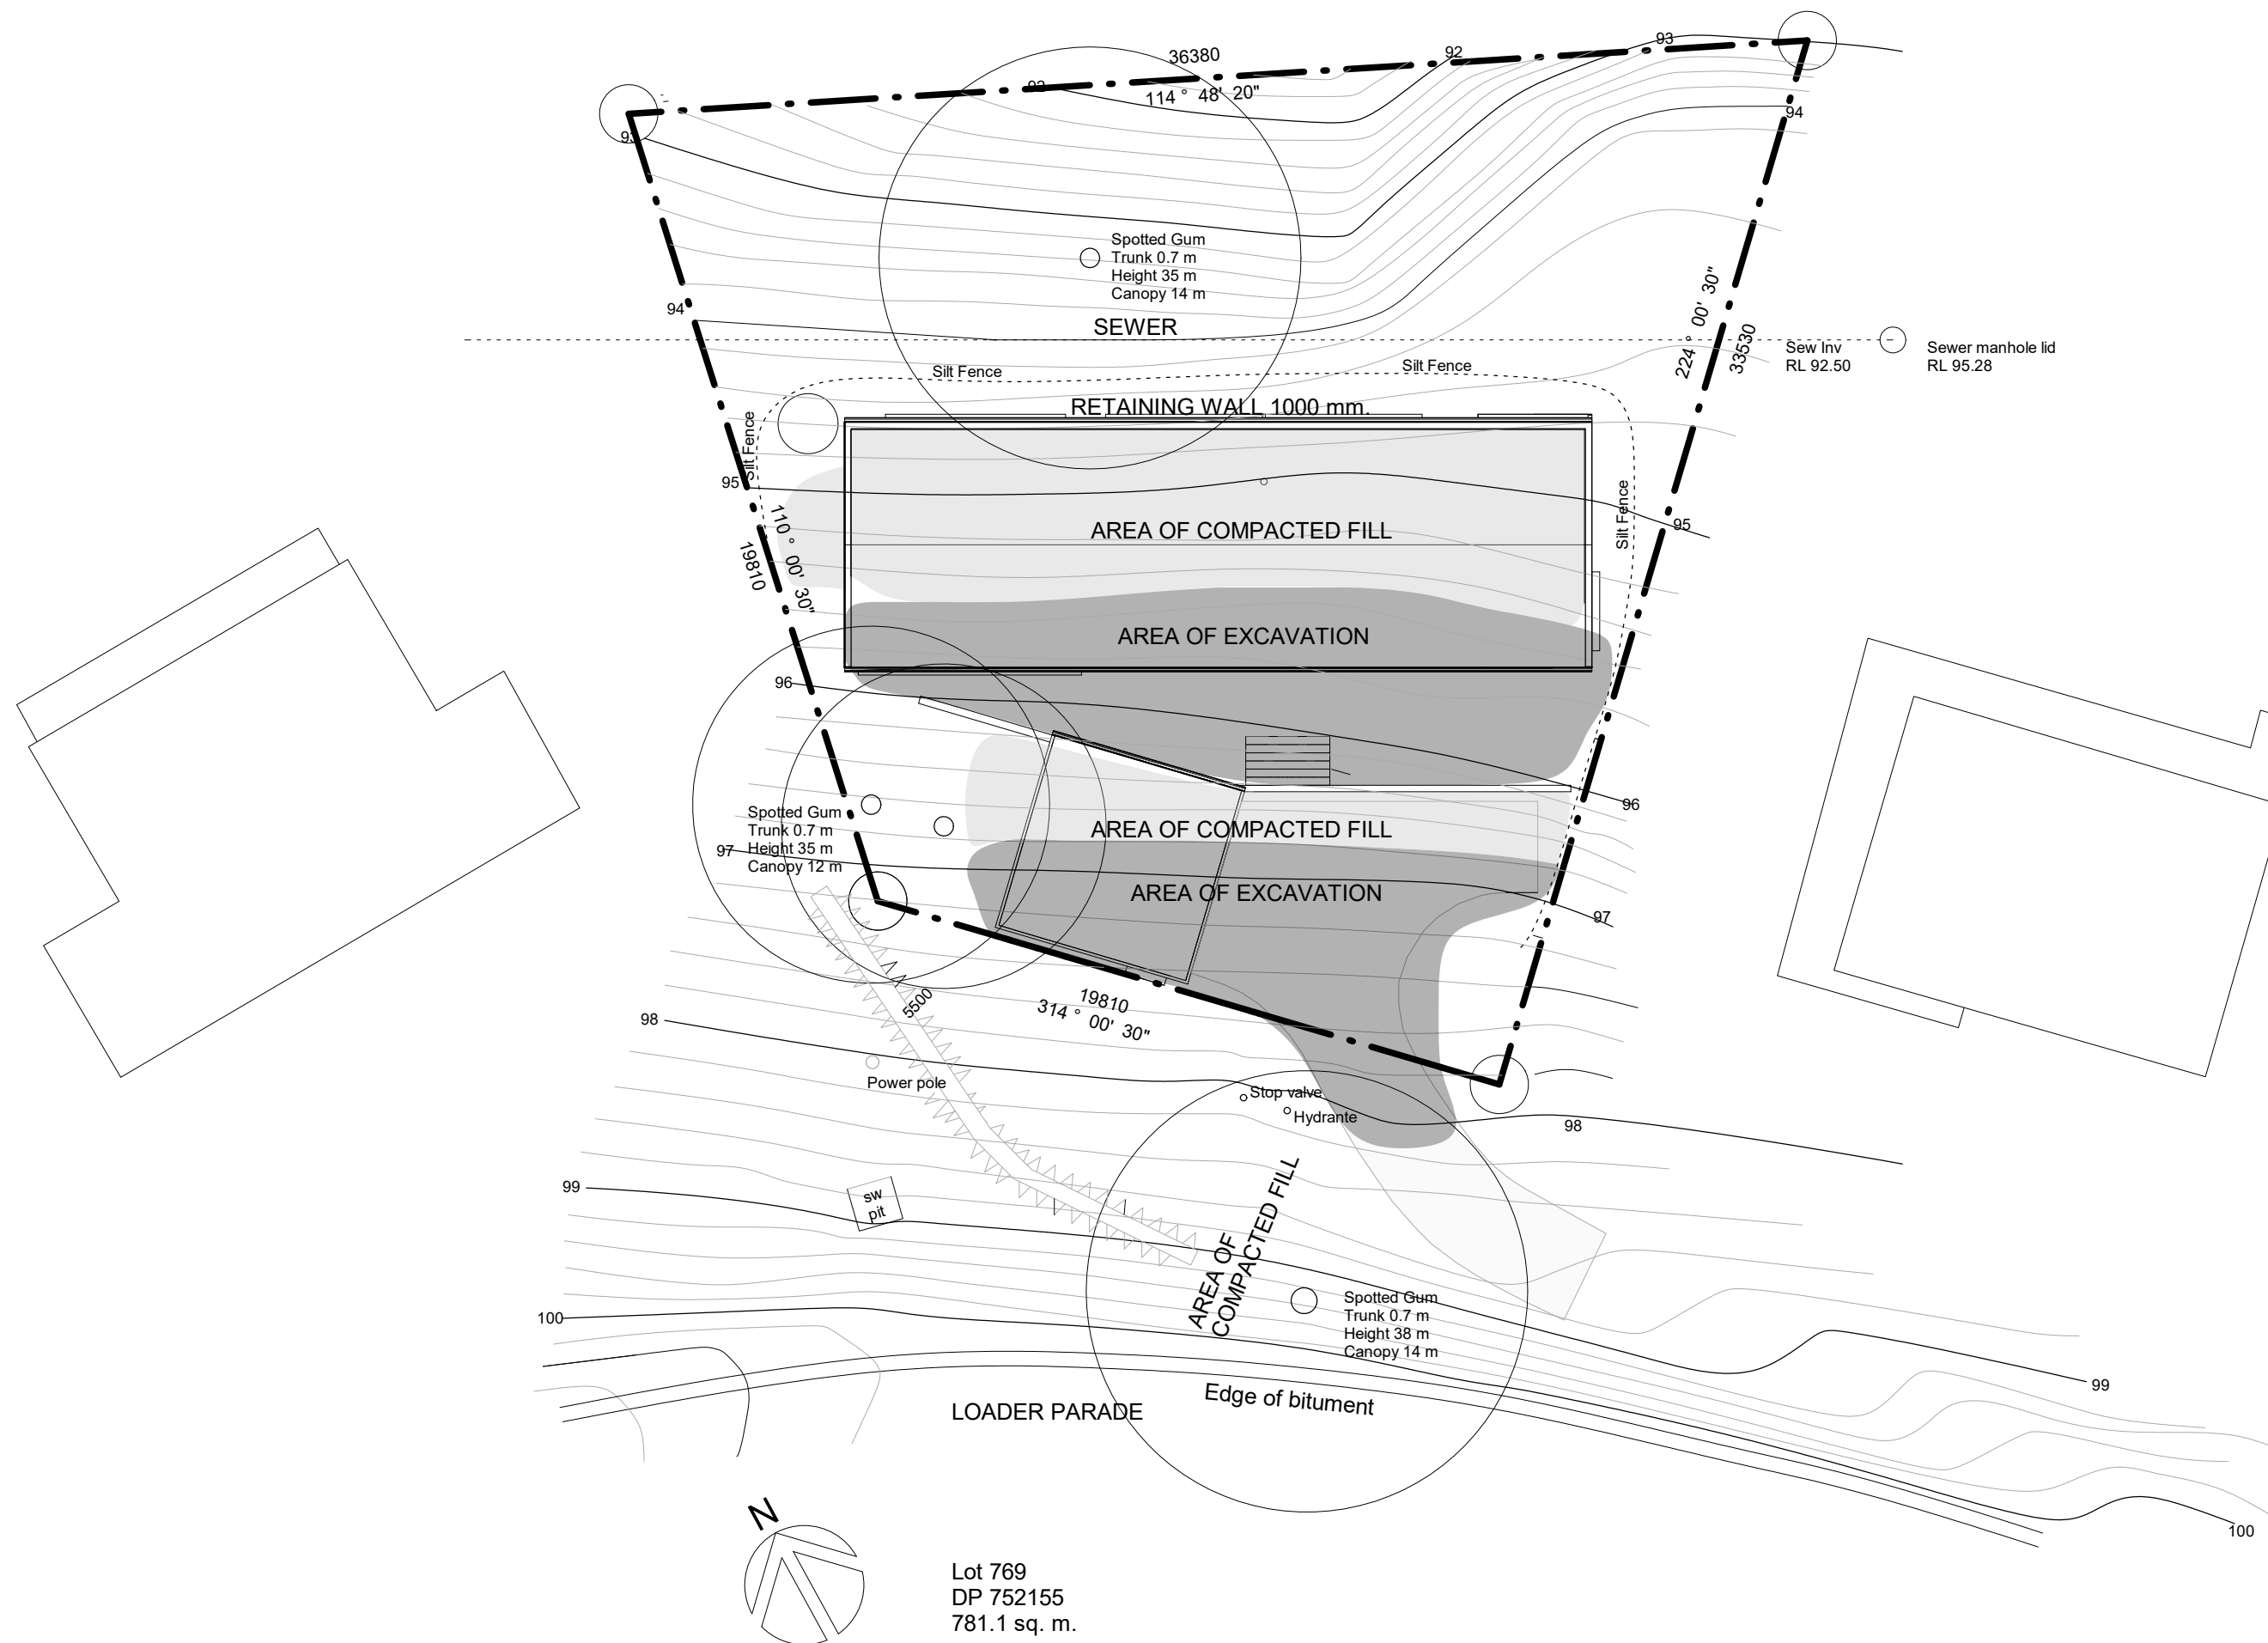 36380
114 ° 48' 20"
92
93
92
93
94
Spotted Gum
Trunk 0.7 m
Height 35 m
Canopy 14 m
94
SEWER
224 ° 00' 30"
33530
Sew Inv
RL 92.50
Sewer manhole lid
RL 95.28
Silt Fence
Silt Fence
RETAINING WALL 1000 mm.
Silt Fence
95
Silt Fence
95
110 ° 00' 30"
19810
AREA OF COMPACTED FILL
AREA OF EXCAVATION
96
96
Spotted Gum
Trunk 0.7 m
Height 35 m
Canopy 12 m
AREA OF COMPACTED FILL
97
AREA OF EXCAVATION
97
5500
19810
314 ° 00' 30"
98
Power pole
Stop valve
Hydrante
98
99
sw
pit
AREA OF
COMPACTED FILL
100
Spotted Gum
Trunk 0.7 m
Height 38 m
Canopy 14 m
99
LOADER PARADE
Edge of bitument
N
100
Lot 769
DP 752155
781.1 sq. m.